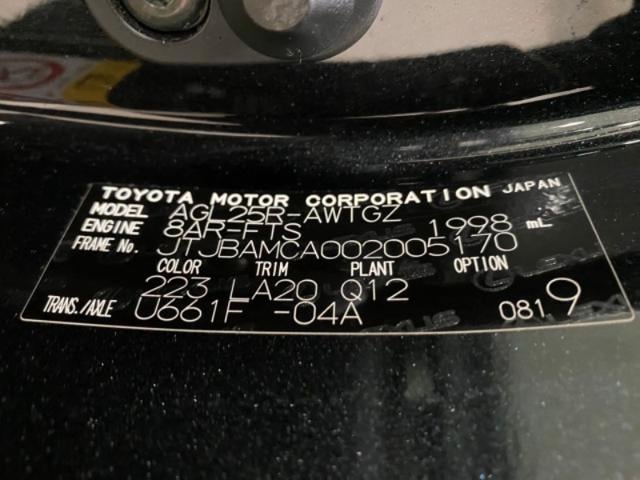 TOYOTA MOTOR CORPORATION JAPAN
MODEL AGL25R-AWTGZ
ENGINE 8AR-FTS 1998 mL
FRAME No. JTJBAMCA002005170
COLOR TRIM PLANT OPTION
223 LA20 Q12
TRANS./AXLE U661F -04A
0819